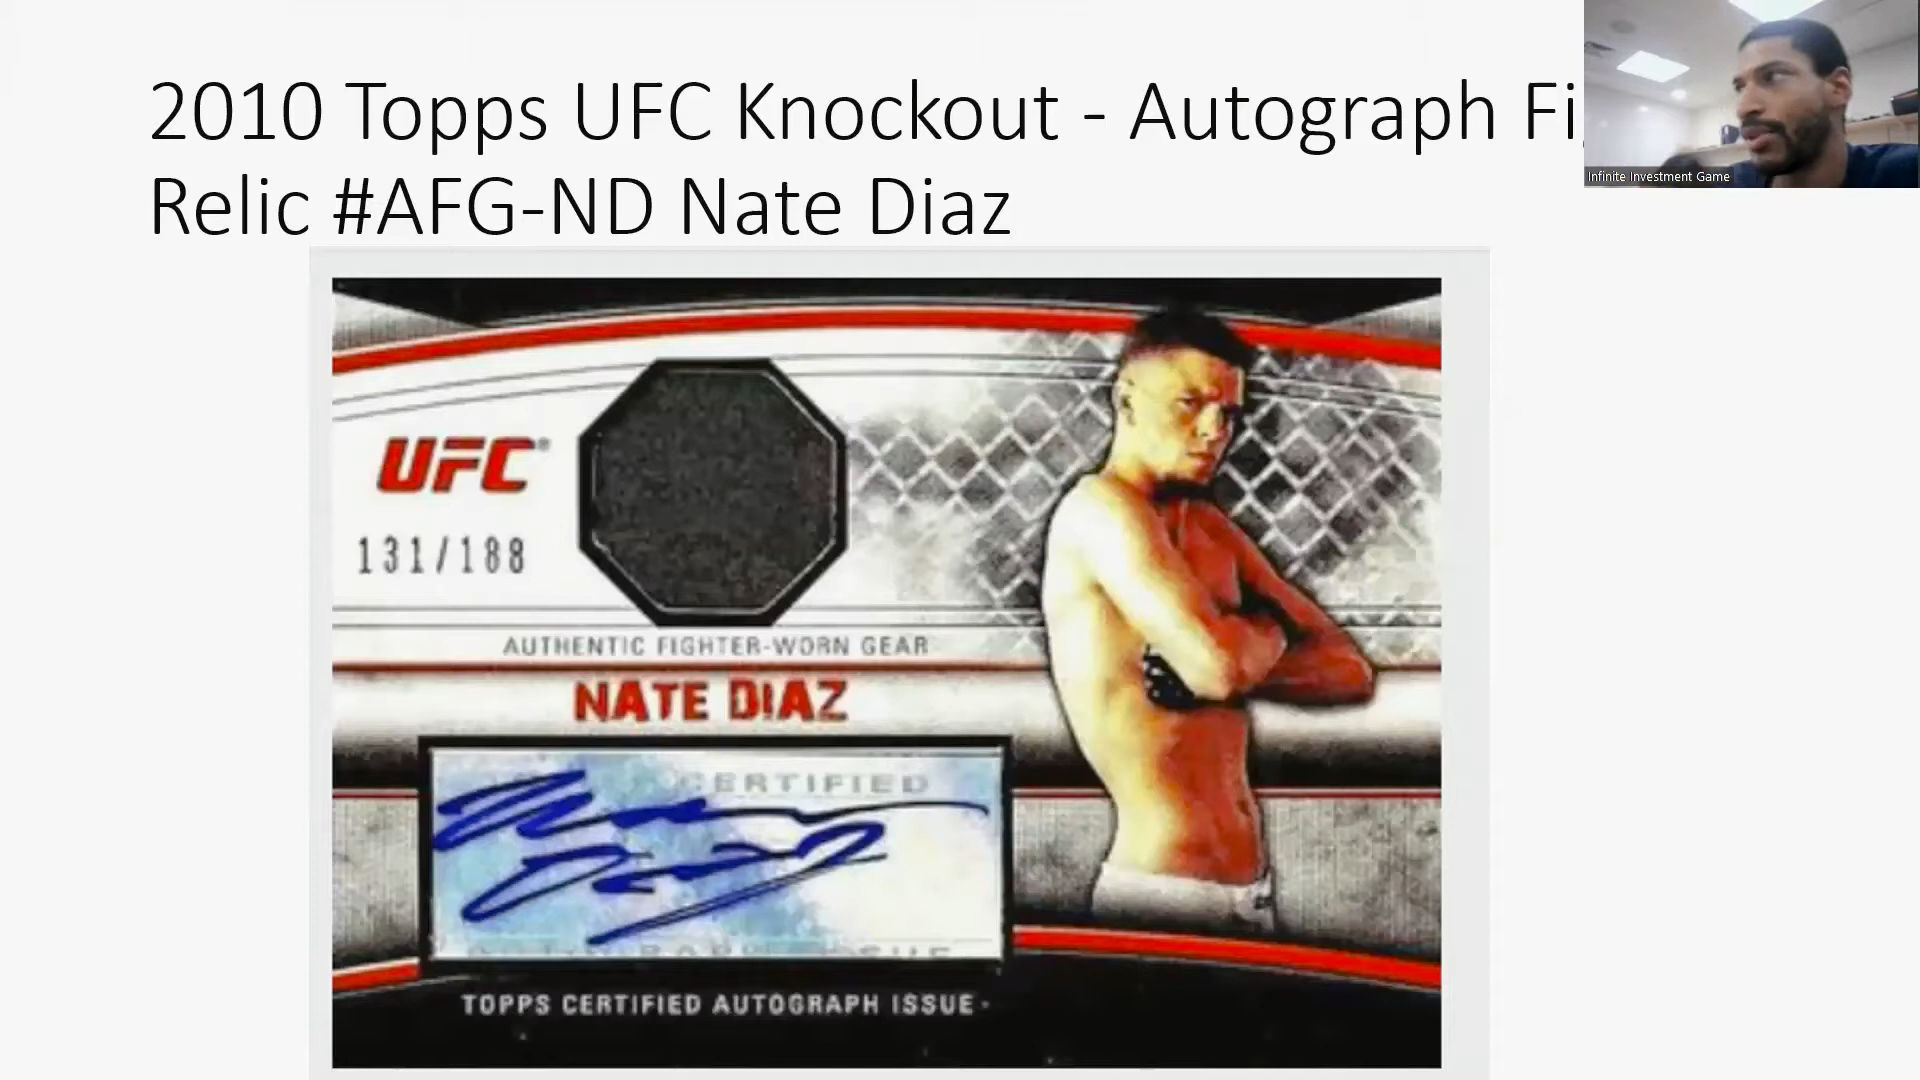 2010 Topps UFC Knockout - Autograph
Relic #AFG-ND Nate Diaz
Infinite Investment Game
UFC®
131/188
AUTHENTIC FIGHTER-WORN GEAR
NATE DIAZ
CERTIFIED
TOPPS CERTIFIED AUTOGRAPH ISSUE